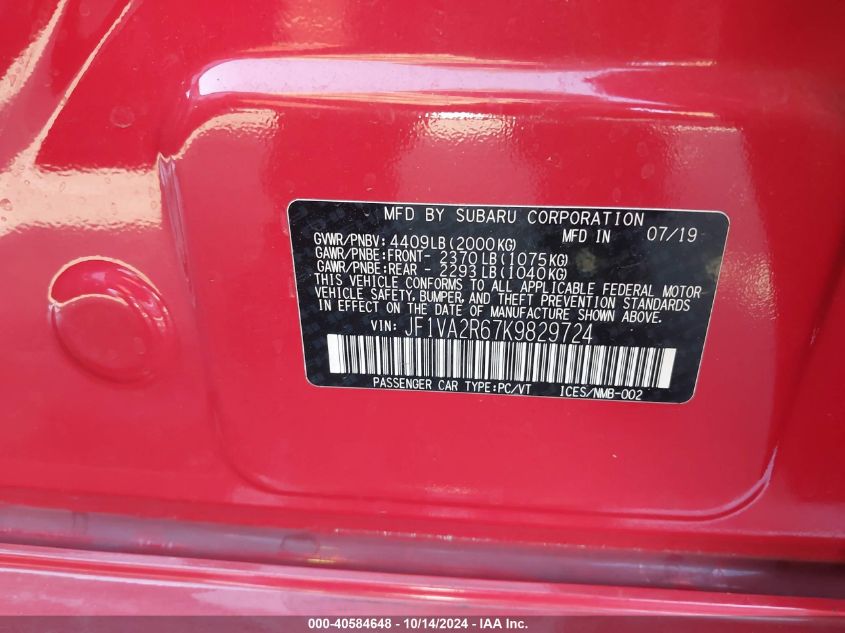 MFD BY SUBARU CORPORATION
GVWR/PNBV: 4409LB(2000KG) MFD IN 07/19
GAWR/PNBE:FRONT- 2370LB(1075KG)
GAWR/PNBE:REAR - 2293LB(1040KG)
THIS VEHICLE CONFORMS TO ALL APPLICABLE FEDERAL MOTOR
VEHICLE SAFETY, BUMPER, AND THEFT PREVENTION STANDARDS
IN EFFECT ON THE DATE OF MANUFACTURE SHOWN ABOVE.
VIN: JF1VA2R67K9829724
PASSENGER CAR TYPE:PC/VT ICES/NMB-002
000-40584648 - 10/14/2024 - IAA Inc.